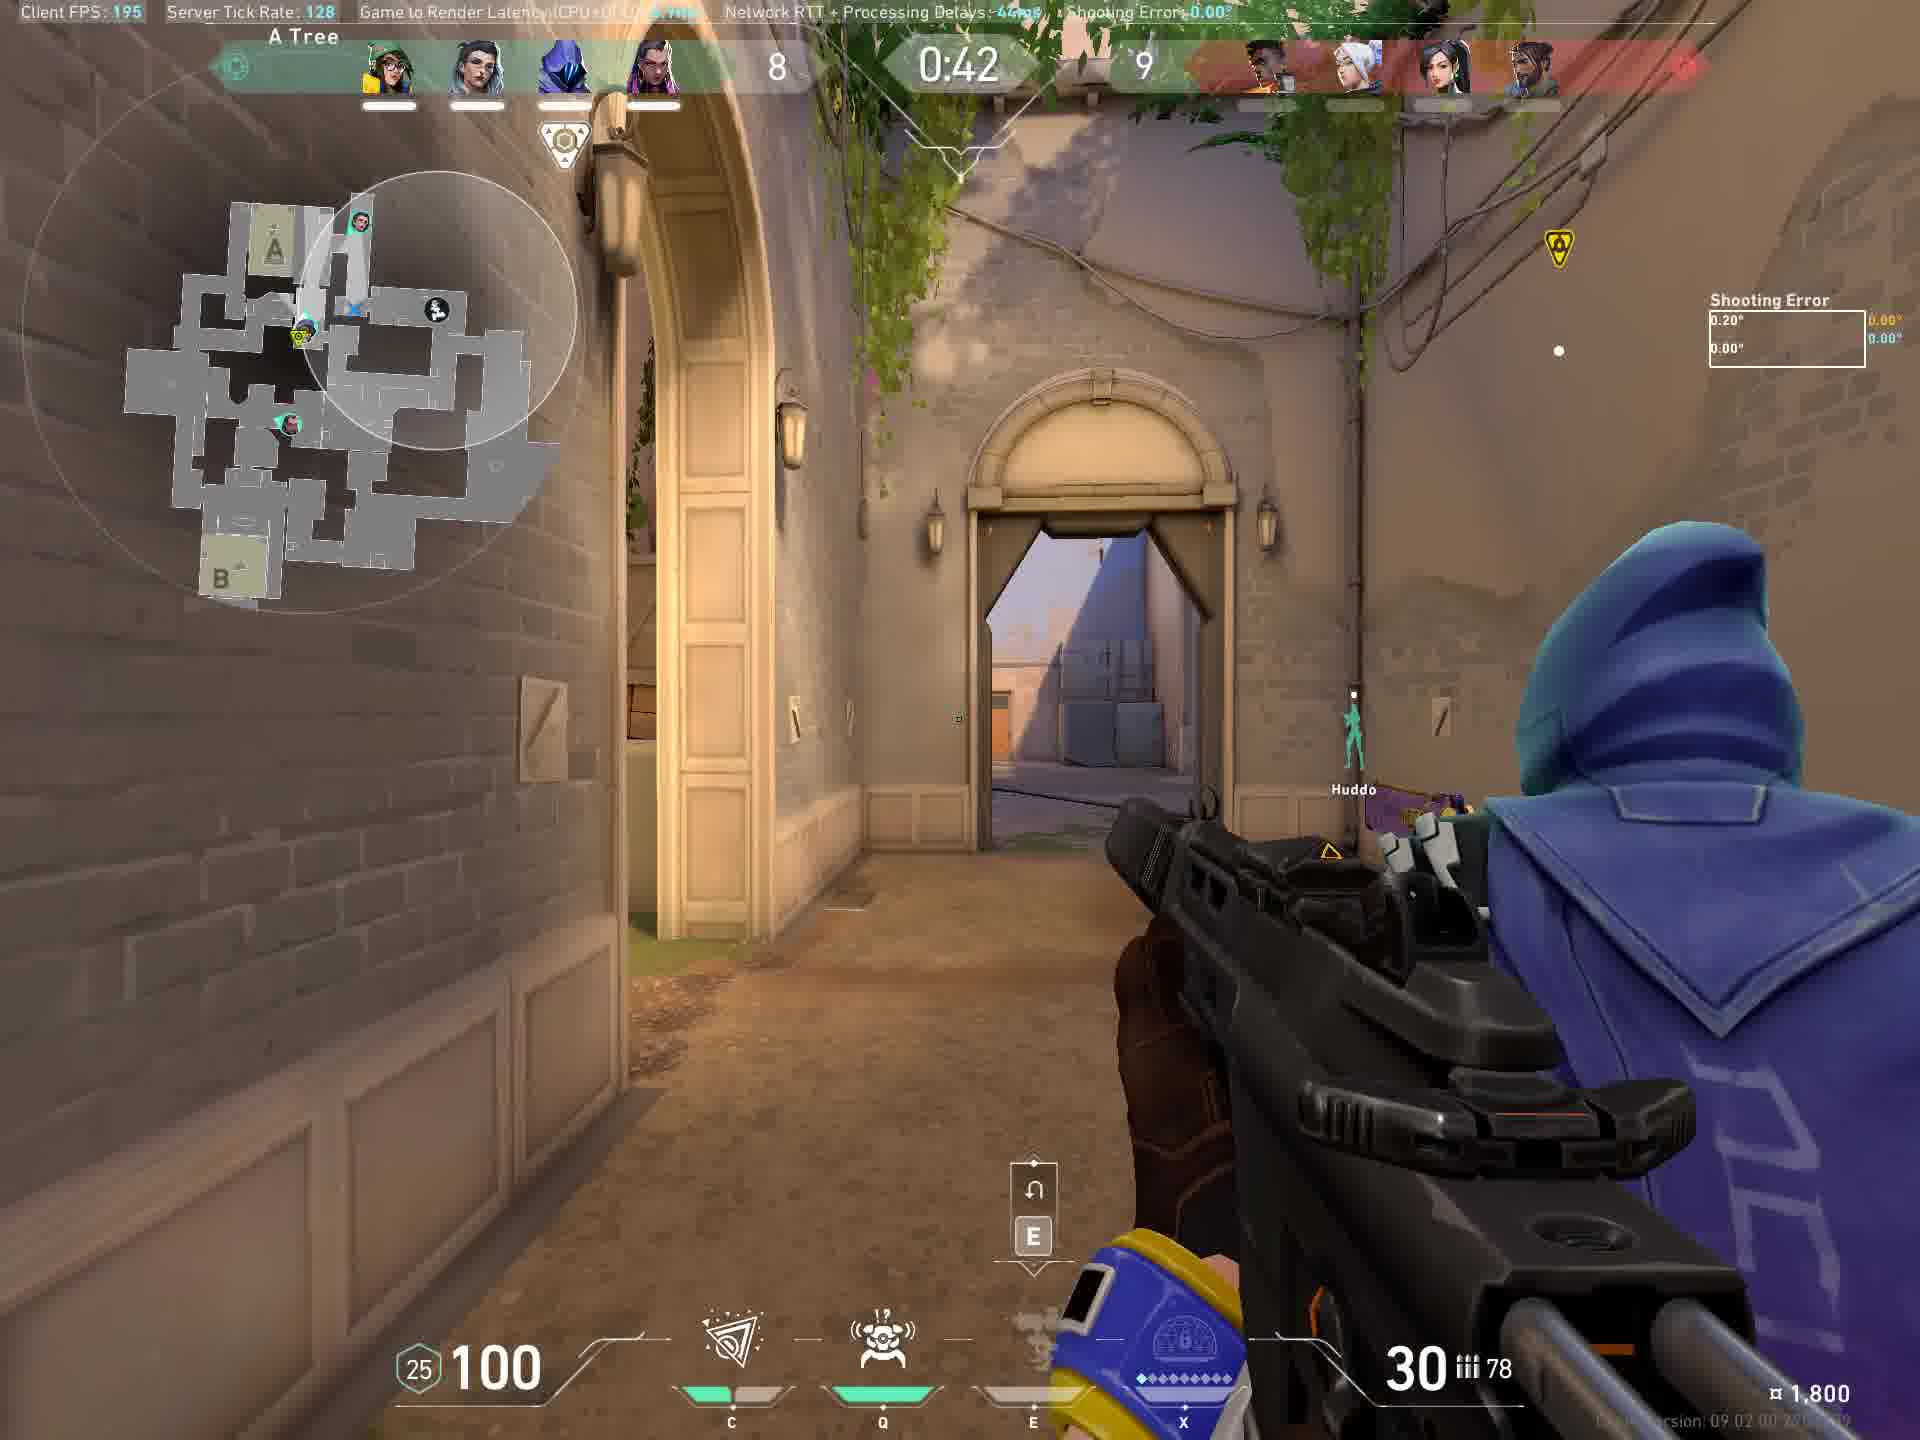 Client FPS: 195
Server Tick Rate: 128
Game to Render Latency
Network RTT + Processing Delays:
Shooting Error: 0.00°
A Tree
8
0:42
9
A
B
Shooting Error
0.20°
0.00°
0.00°
0.00°
Huddo
E
25
100
C
Q
E
X
30
78
¤ 1,800